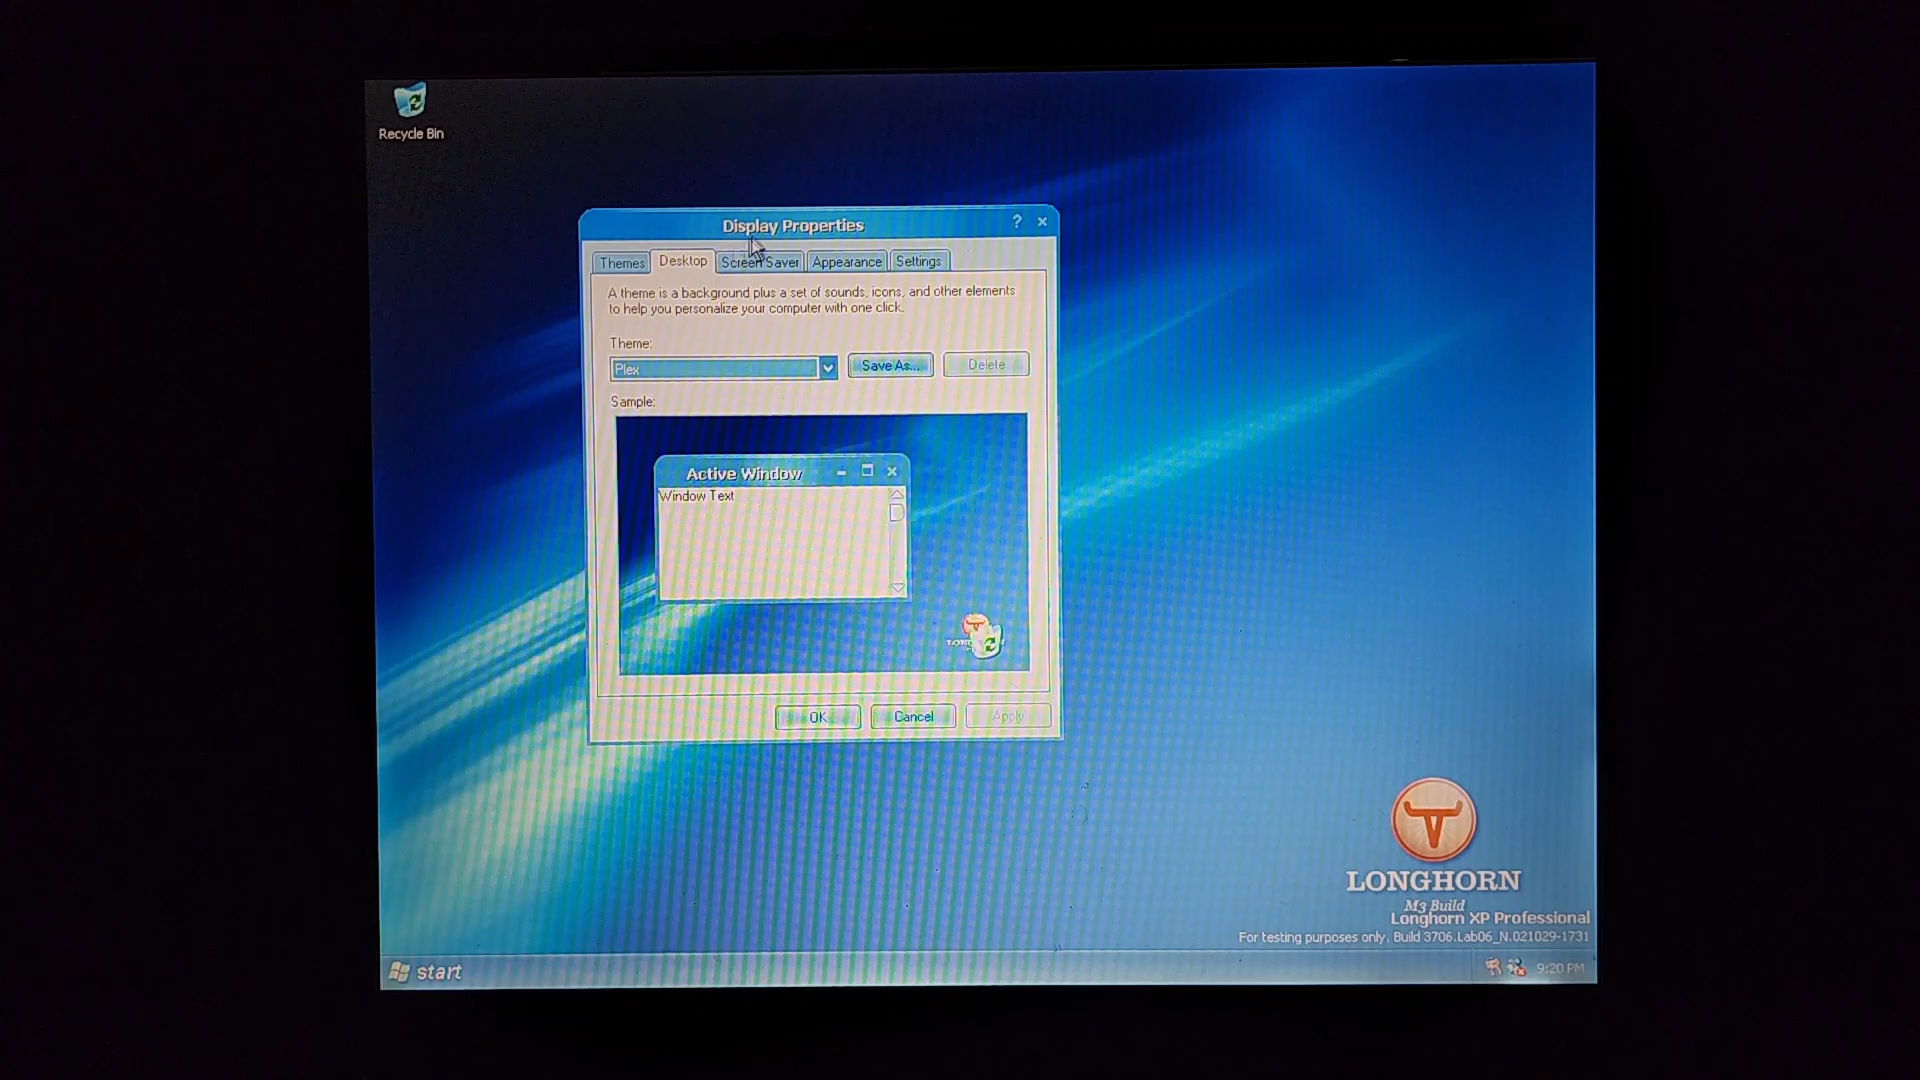 Recycle Bin
Display Properties
Themes Desktop Screen Saver Appearance Settings
A theme is a background plus a set of sounds, icons, and other elements
to help you personalize your computer with one click.
Theme:
Plex
Save As...
Delete
Sample:
Active Window
Window Text
OK
Cancel
Apply
LONGHORN
M3 Build
Longhorn XP Professional
For testing purposes only. Build 3706.Lab06_N.021029-1731
start
9:20 PM